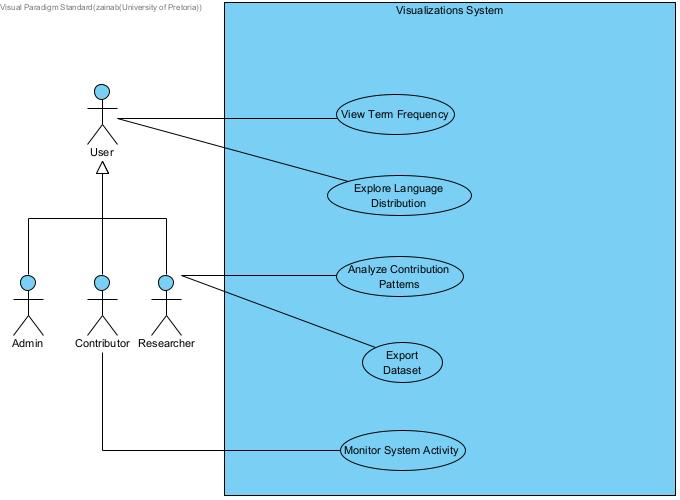 Visual Paradigm Standard(zainab(University of Pretoria))
Visualizations System
View Term Frequency
User
Explore Language
Distribution
Analyze Contribution
Patterns
Admin
Contributor
Researcher
Export
Dataset
Monitor System Activity